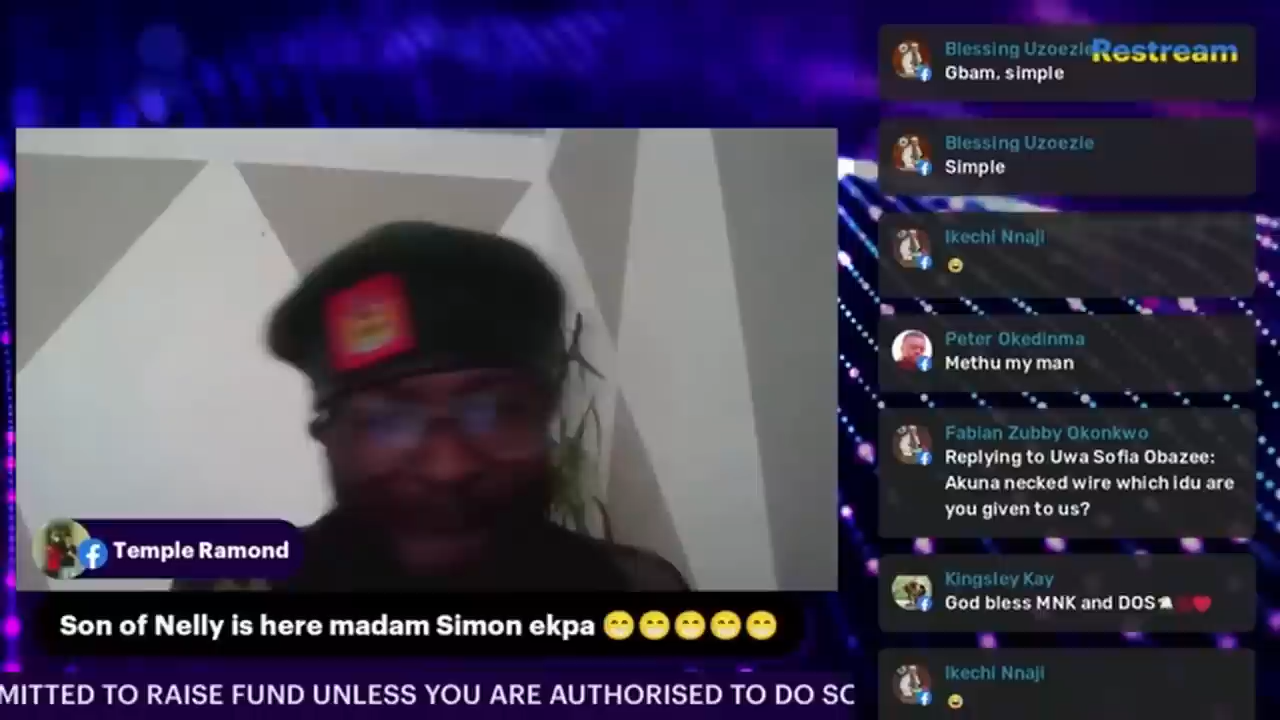 Blessing Uzoezie
Restream
Gbam, simple
Blessing Uzoezie
Simple
Ikechi Nnaji
😂
Peter Okedinma
Methu my man
Fabian Zubby Okonkwo
Replying to Uwa Sofia Obazee:
Akuna necked wire which idu are
you given to us?
Kingsley Kay
God bless MNK and DOS
Ikechi Nnaji
😂
Temple Ramond
Son of Nelly is here madam Simon ekpa 😁😁😁😁😁
MITTED TO RAISE FUND UNLESS YOU ARE AUTHORISED TO DO SO